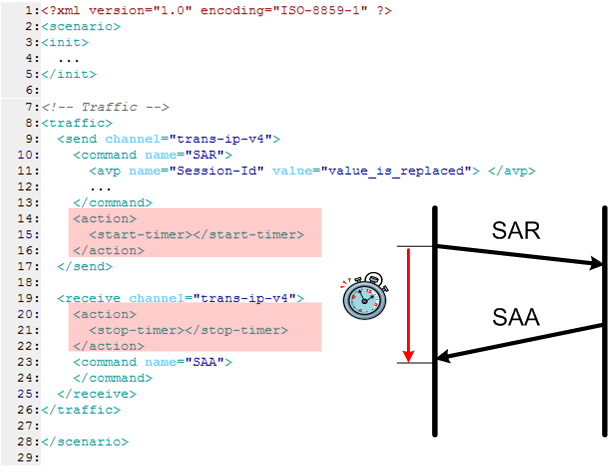 1:<?xml version="1.0" encoding="ISO-8859-1" ?>
2:<scenario>
3:<init>
4:  ...
5:</init>
6:
7:<!-- Traffic -->
8:<traffic>
9:  <send channel="trans-ip-v4">
10:    <command name="SAR">
11:      <avp name="Session-Id" value="value_is_replaced"> </avp>
12:      ...
13:    </command>
14:    <action>
15:      <start-timer></start-timer>
16:    </action>
17:  </send>
18:
19:  <receive channel="trans-ip-v4">
20:    <action>
21:      <stop-timer></stop-timer>
22:    </action>
23:    <command name="SAA">
24:    </command>
25:  </receive>
26:</traffic>
27:
28:</scenario>
29:
SAR
SAA